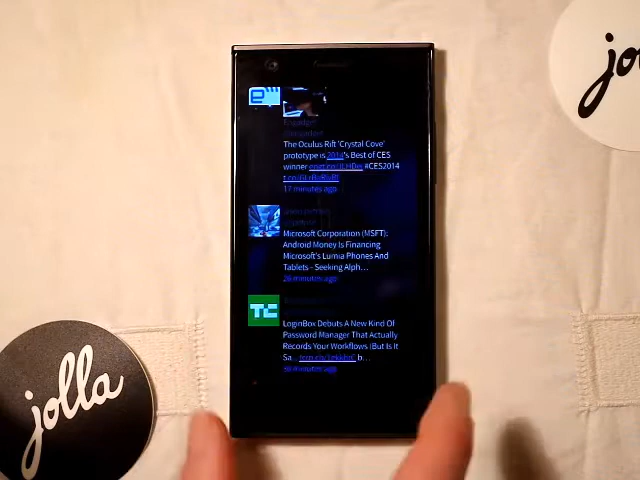 jolla
The Oculus Rift 'Crystal Cove'
prototype is 2014's Best of CES
winner #CES2014
17 minutes ago
Microsoft Corporation (MSFT):
Android Money Is Financing
Microsoft's Lumia Phones And
Tablets - Seeking Alph...
TC
LoginBox Debuts A New Kind Of
Password Manager That Actually
Records Your Workflows (But Is It
Sa... b...
jolla